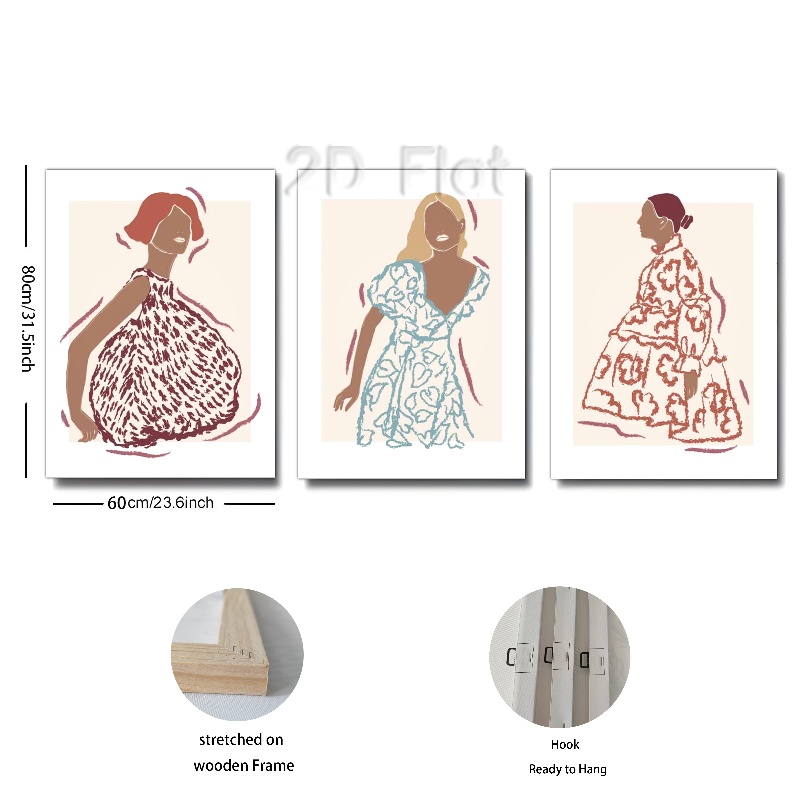 2D Flat
80cm/31.5inch
60cm/23.6inch
stretched on
wooden Frame
Hook
Ready to Hang